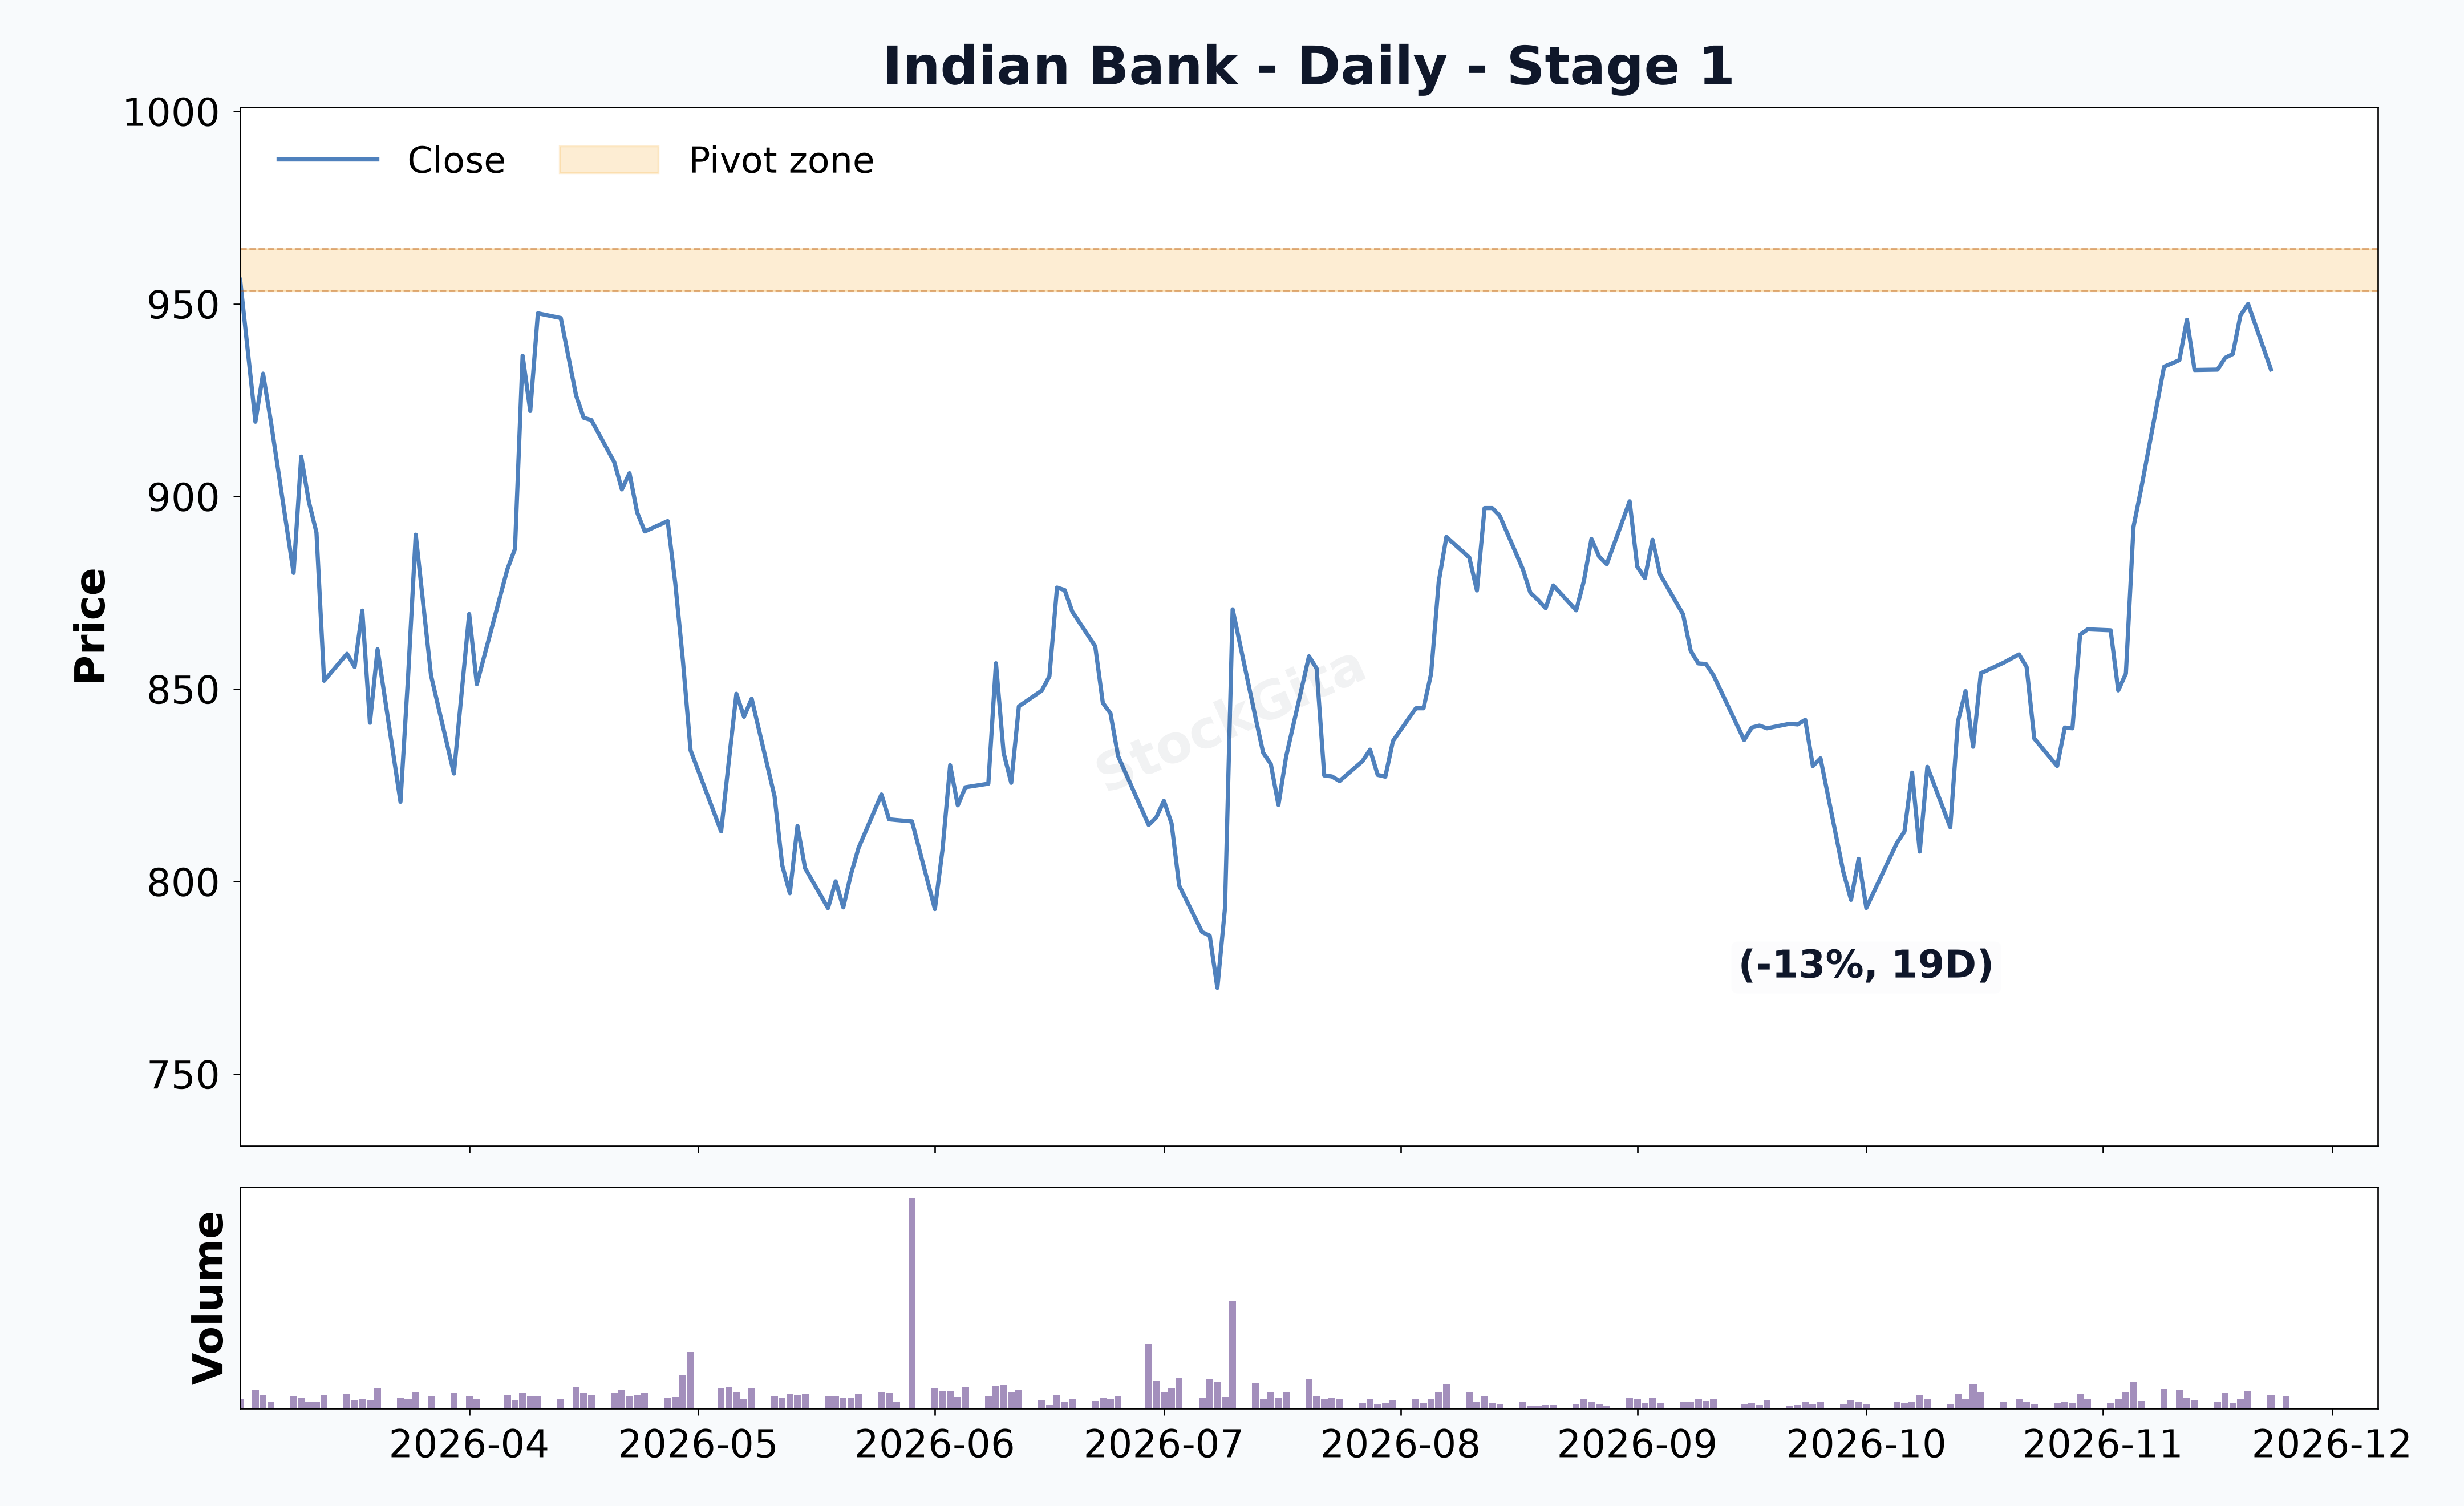 Indian Bank - Daily - Stage 1
Close
Pivot zone
1000
950
900
850
800
750
Price
StockGita
(-13%, 19D)
Volume
2026-04
2026-05
2026-06
2026-07
2026-08
2026-09
2026-10
2026-11
2026-12